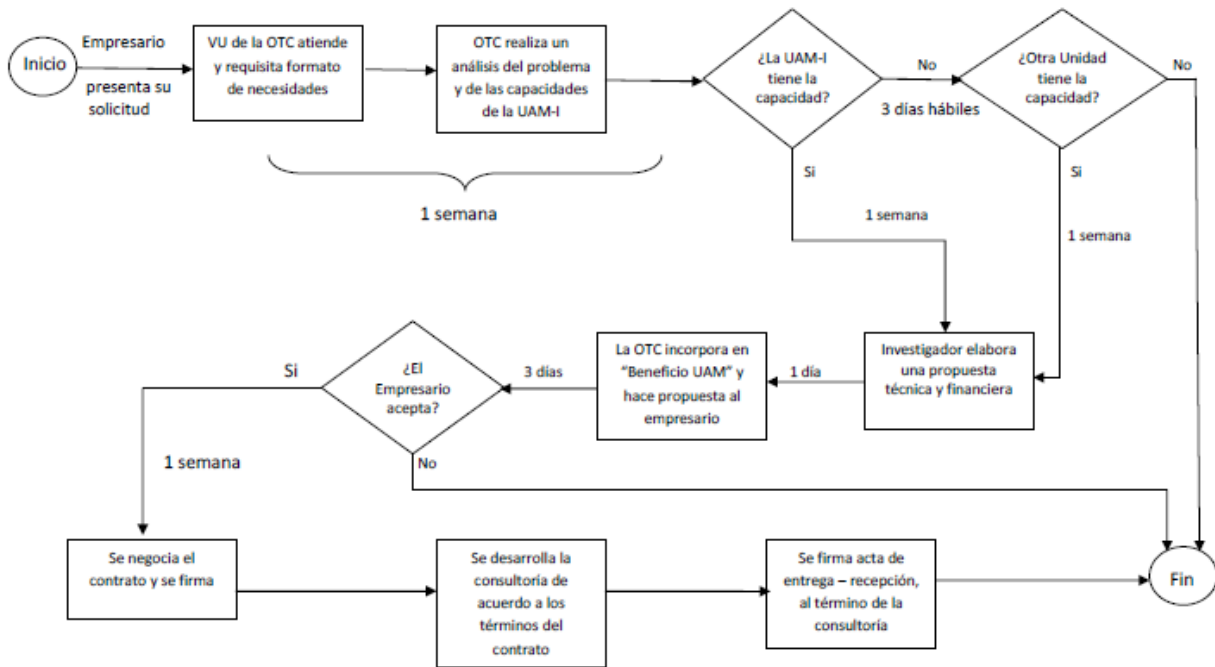 Inicio
Empresario
presenta su
solicitud
VU de la OTC atiende
y requisita formato
de necesidades
OTC realiza un
análisis del problema
y de las capacidades
de la UAM-I
1 semana
¿La UAM-I
tiene la
capacidad?
No
3 días hábiles
¿Otra Unidad
tiene la
capacidad?
No
Si
1 semana
Si
1 semana
Investigador elabora
una propuesta
técnica y financiera
1 día
La OTC incorpora en
“Beneficio UAM” y
hace propuesta al
empresario
3 días
¿El
Empresario
acepta?
Si
1 semana
No
Se negocia el
contrato y se firma
Se desarrolla la
consultoría de
acuerdo a los
términos del
contrato
Se firma acta de
entrega – recepción,
al término de la
consultoría
Fin